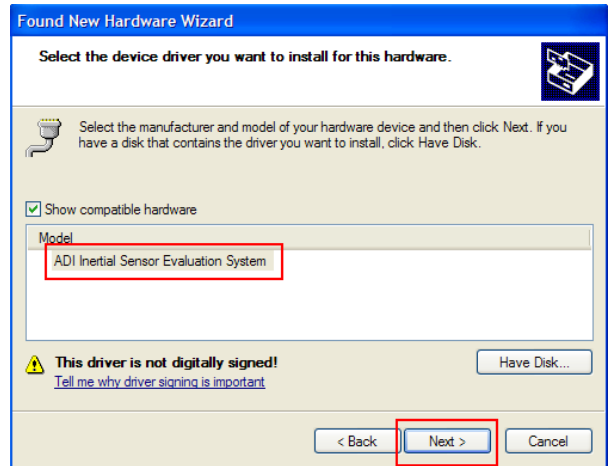 Found New Hardware Wizard
Select the device driver you want to install for this hardware.
Select the manufacturer and model of your hardware device and then click Next. If you
have a disk that contains the driver you want to install, click Have Disk.
Show compatible hardware
Model
ADI Inertial Sensor Evaluation System
This driver is not digitally signed!
Have Disk...
Tell me why driver signing is important
< Back
Next >
Cancel